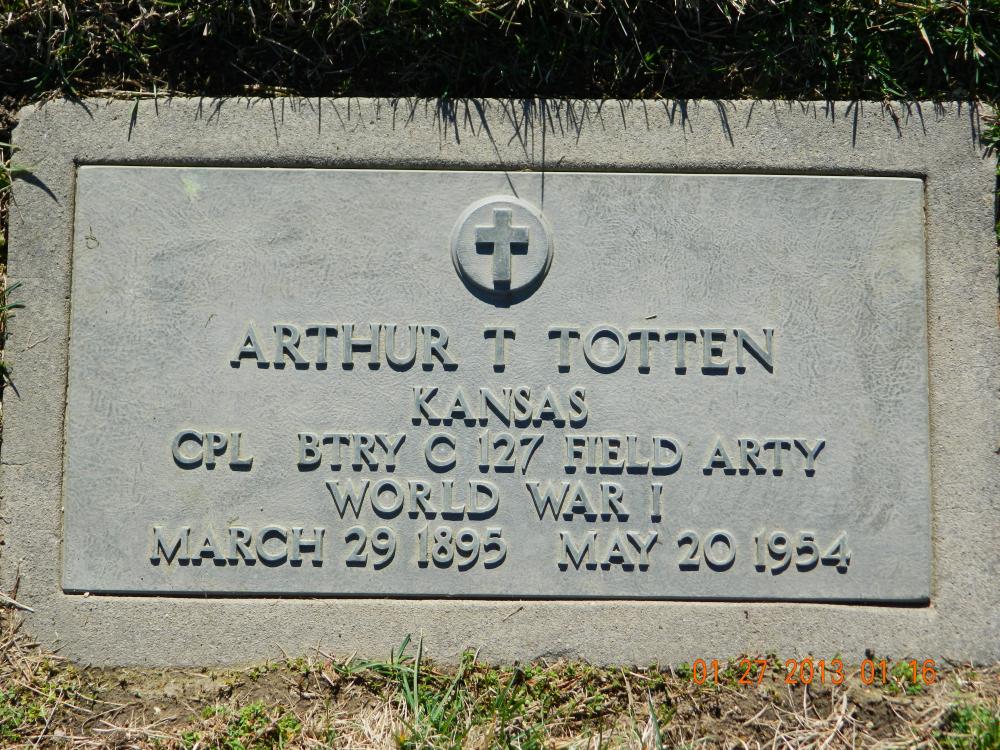 ARTHUR T TOTTEN
KANSAS
CPL BTRY C 127 FIELD ARTY
WORLD WAR I
MARCH 29 1895 MAY 20 1954
01 27 2013 01 16